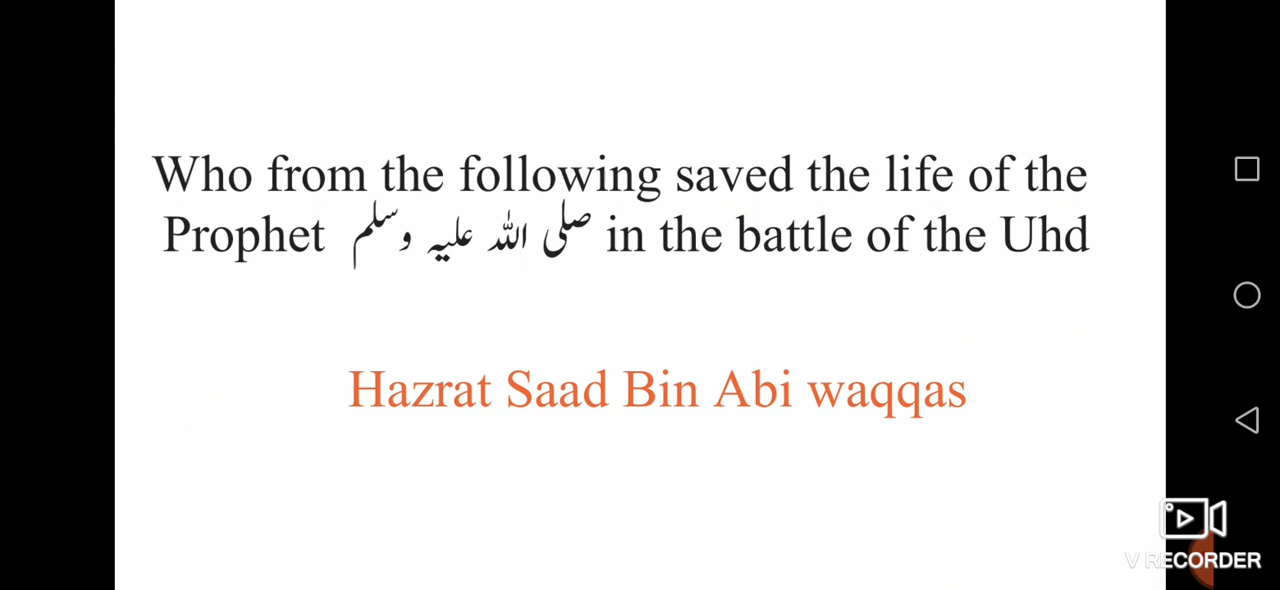 Who from the following saved the life of the
Prophet صلی اللہ علیہ وسلم in the battle of the Uhd
Hazrat Saad Bin Abi waqqas
V RECORDER